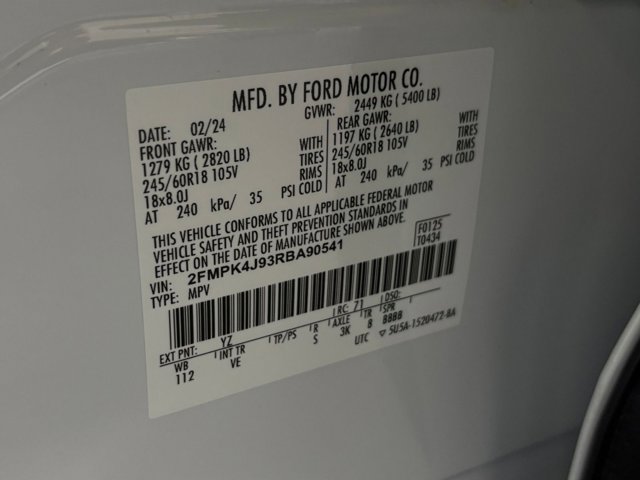 MFD. BY FORD MOTOR CO.
DATE: 02/24 GVWR: 2449 KG ( 5400 LB)
FRONT GAWR: REAR GAWR:
1279 KG ( 2820 LB) WITH 1197 KG ( 2640 LB) WITH
245/60R18 105V TIRES 245/60R18 105V TIRES
18x8.0J RIMS 18x8.0J RIMS
AT 240 kPa/ 35 PSI COLD AT 240 kPa/ 35 PSI COLD
THIS VEHICLE CONFORMS TO ALL APPLICABLE FEDERAL MOTOR
VEHICLE SAFETY AND THEFT PREVENTION STANDARDS IN
EFFECT ON THE DATE OF MANUFACTURE SHOWN ABOVE.
VIN: 2FMPK4J93RBA90541 F0125
TYPE: MPV T0434
EXT PNT: YZ RC: 71 DSO:
WB INT TR TP/PS R AXLE TR SPR
112 VE S 3K 8 BBBB
UTC ▽ 5U5A-1520472-BA